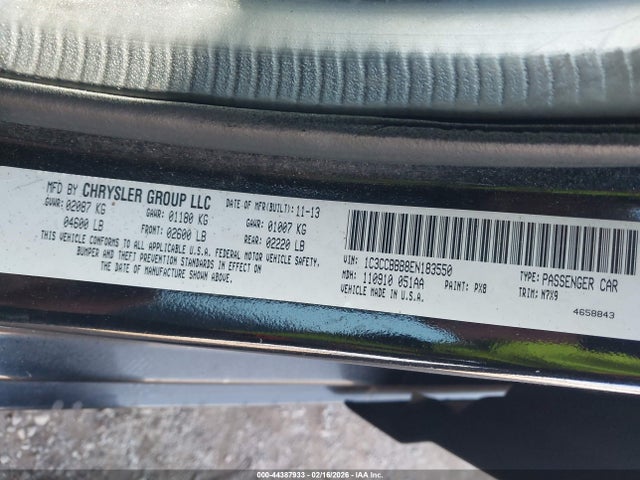 MFD BY CHRYSLER GROUP LLC DATE OF MFR(BUILT): 11-13
GVWR: 02087 KG GAWR: 01180 KG GAWR: 01007 KG
04600 LB FRONT: 02600 LB REAR: 02220 LB
THIS VEHICLE CONFORMS TO ALL APPLICABLE U.S.A. FEDERAL MOTOR VEHICLE SAFETY,
BUMPER AND THEFT PREVENTION STANDARDS IN EFFECT ON
THE DATE OF MANUFACTURE SHOWN ABOVE.
VIN: 1C3CCBBB8EN183550 TYPE: PASSENGER CAR
MDH: 110910 051AA PAINT: PX8 TRIM: N7X9
VEHICLE MADE IN U.S.A.
4658843
000-44387933 - 02/16/2026 - IAA Inc.